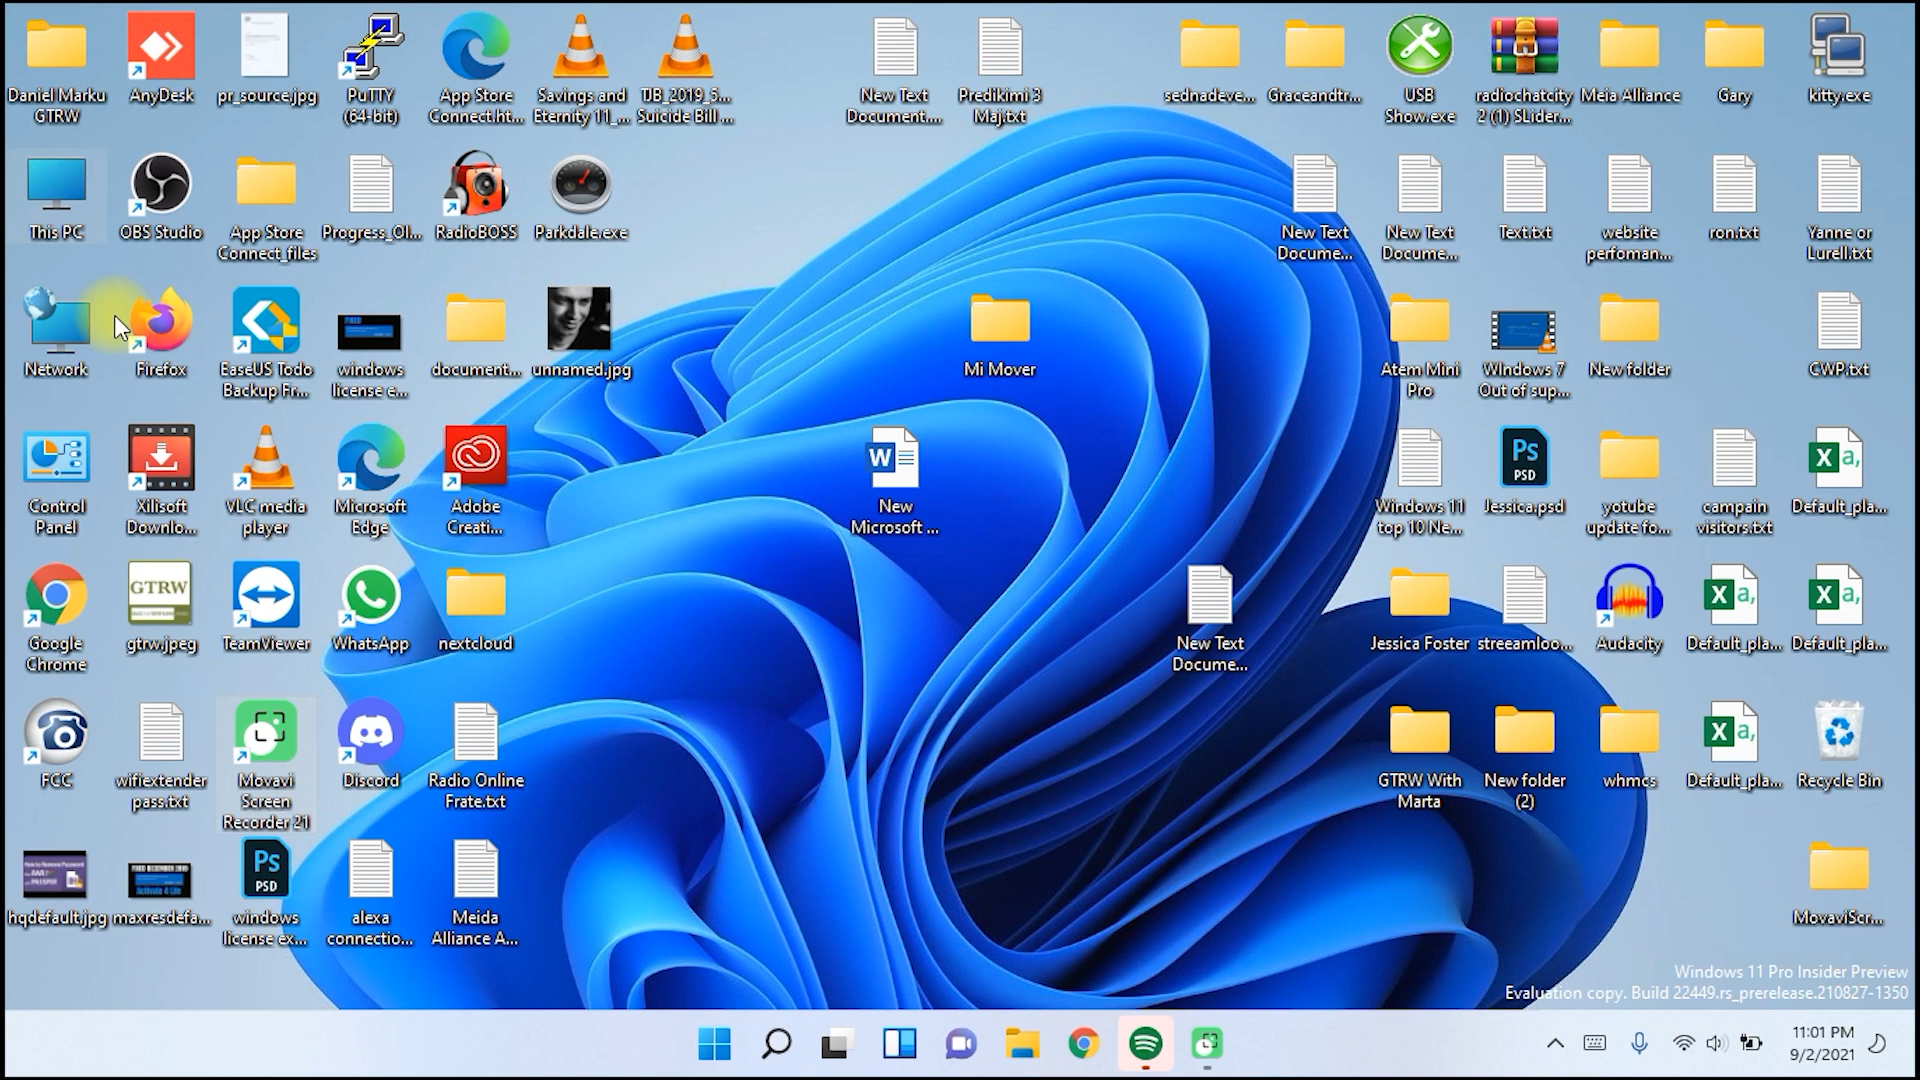 Daniel Marku
GTRW
AnyDesk
pr_source.jpg
PuTTY
(64-bit)
App Store
Connect.ht...
Savings and
Eternity 11_...
TJB_2019_5...
Suicide Bill ...
New Text
Document....
Predikimi 3
Maj.txt
sednadeve...
Graceandtr...
USB
Show.exe
radiochatcity
2 (1) SLider...
Meia Alliance
Gary
kitty.exe
This PC
OBS Studio
App Store
Connect_files
Progress_Ol...
RadioBOSS
Parkdale.exe
New Text
Docume...
New Text
Docume...
Text.txt
website
perfoman...
ron.txt
Yanne or
Lurell.txt
Network
Firefox
EaseUS Todo
Backup Fr...
windows
license e...
document...
unnamed.jpg
Mi Mover
Atem Mini
Pro
WIndows 7
Out of sup...
New folder
CWP.txt
Control
Panel
Xilisoft
Downlo...
VLC media
player
Microsoft
Edge
Adobe
Creati...
W
New
Microsoft ...
Windows 11
top 10 Ne...
Ps
PSD
Jessica.psd
yotube
update fo...
campain
visitors.txt
X a,
Default_pla...
Google
Chrome
GTRW
gtrw.jpeg
TeamViewer
WhatsApp
nextcloud
New Text
Docume...
Jessica Foster
streemloo...
Audacity
X a,
Default_pla...
X a,
Default_pla...
FCC
wifiextender
pass.txt
Movavi
Screen
Recorder 21
Discord
Radio Online
Frate.txt
GTRW With
Marta
New folder
(2)
whmcs
X a,
Default_pla...
Recycle Bin
hqdefault.jpg
maxresdefa...
Ps
PSD
windows
license ex...
alexa
connectio...
Meida
Alliance A...
MovaviScr...
Windows 11 Pro Insider Preview
Evaluation copy. Build 22449.rs_prerelease.210827-1350
11:01 PM
9/2/2021